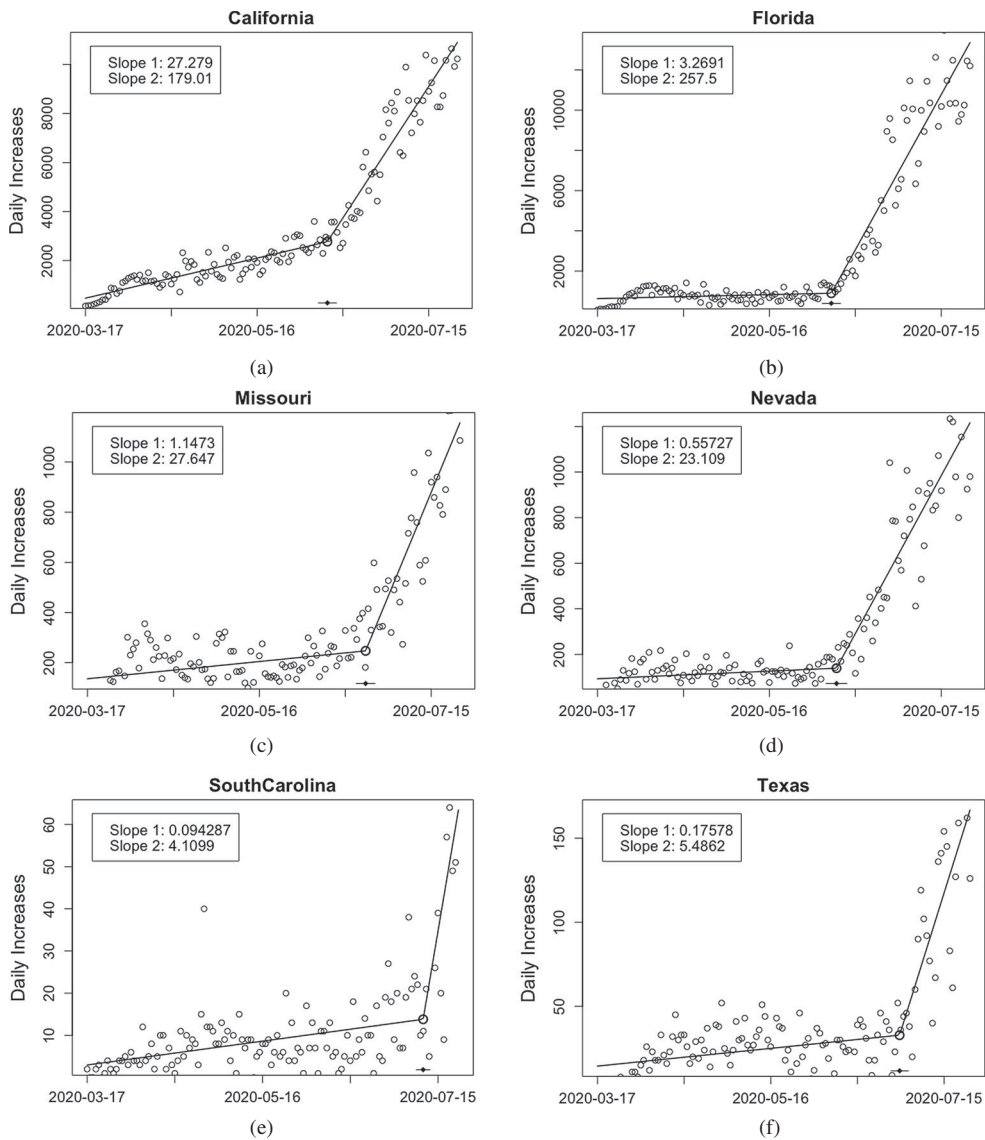 California
Slope 1: 27.279
Slope 2: 179.01
Daily Increases
2000
4000
6000
8000
2020-03-17
2020-05-16
2020-07-15
(a)
Florida
Slope 1: 3.2691
Slope 2: 257.5
Daily Increases
2000
6000
10000
2020-03-17
2020-05-16
2020-07-15
(b)
Missouri
Slope 1: 1.1473
Slope 2: 27.647
Daily Increases
200
400
600
800
1000
2020-03-17
2020-05-16
2020-07-15
(c)
Nevada
Slope 1: 0.55727
Slope 2: 23.109
Daily Increases
200
400
600
800
1000
2020-03-17
2020-05-16
2020-07-15
(d)
SouthCarolina
Slope 1: 0.094287
Slope 2: 4.1099
Daily Increases
10
20
30
40
50
60
2020-03-17
2020-05-16
2020-07-15
(e)
Texas
Slope 1: 0.17578
Slope 2: 5.4862
Daily Increases
50
100
150
2020-03-17
2020-05-16
2020-07-15
(f)